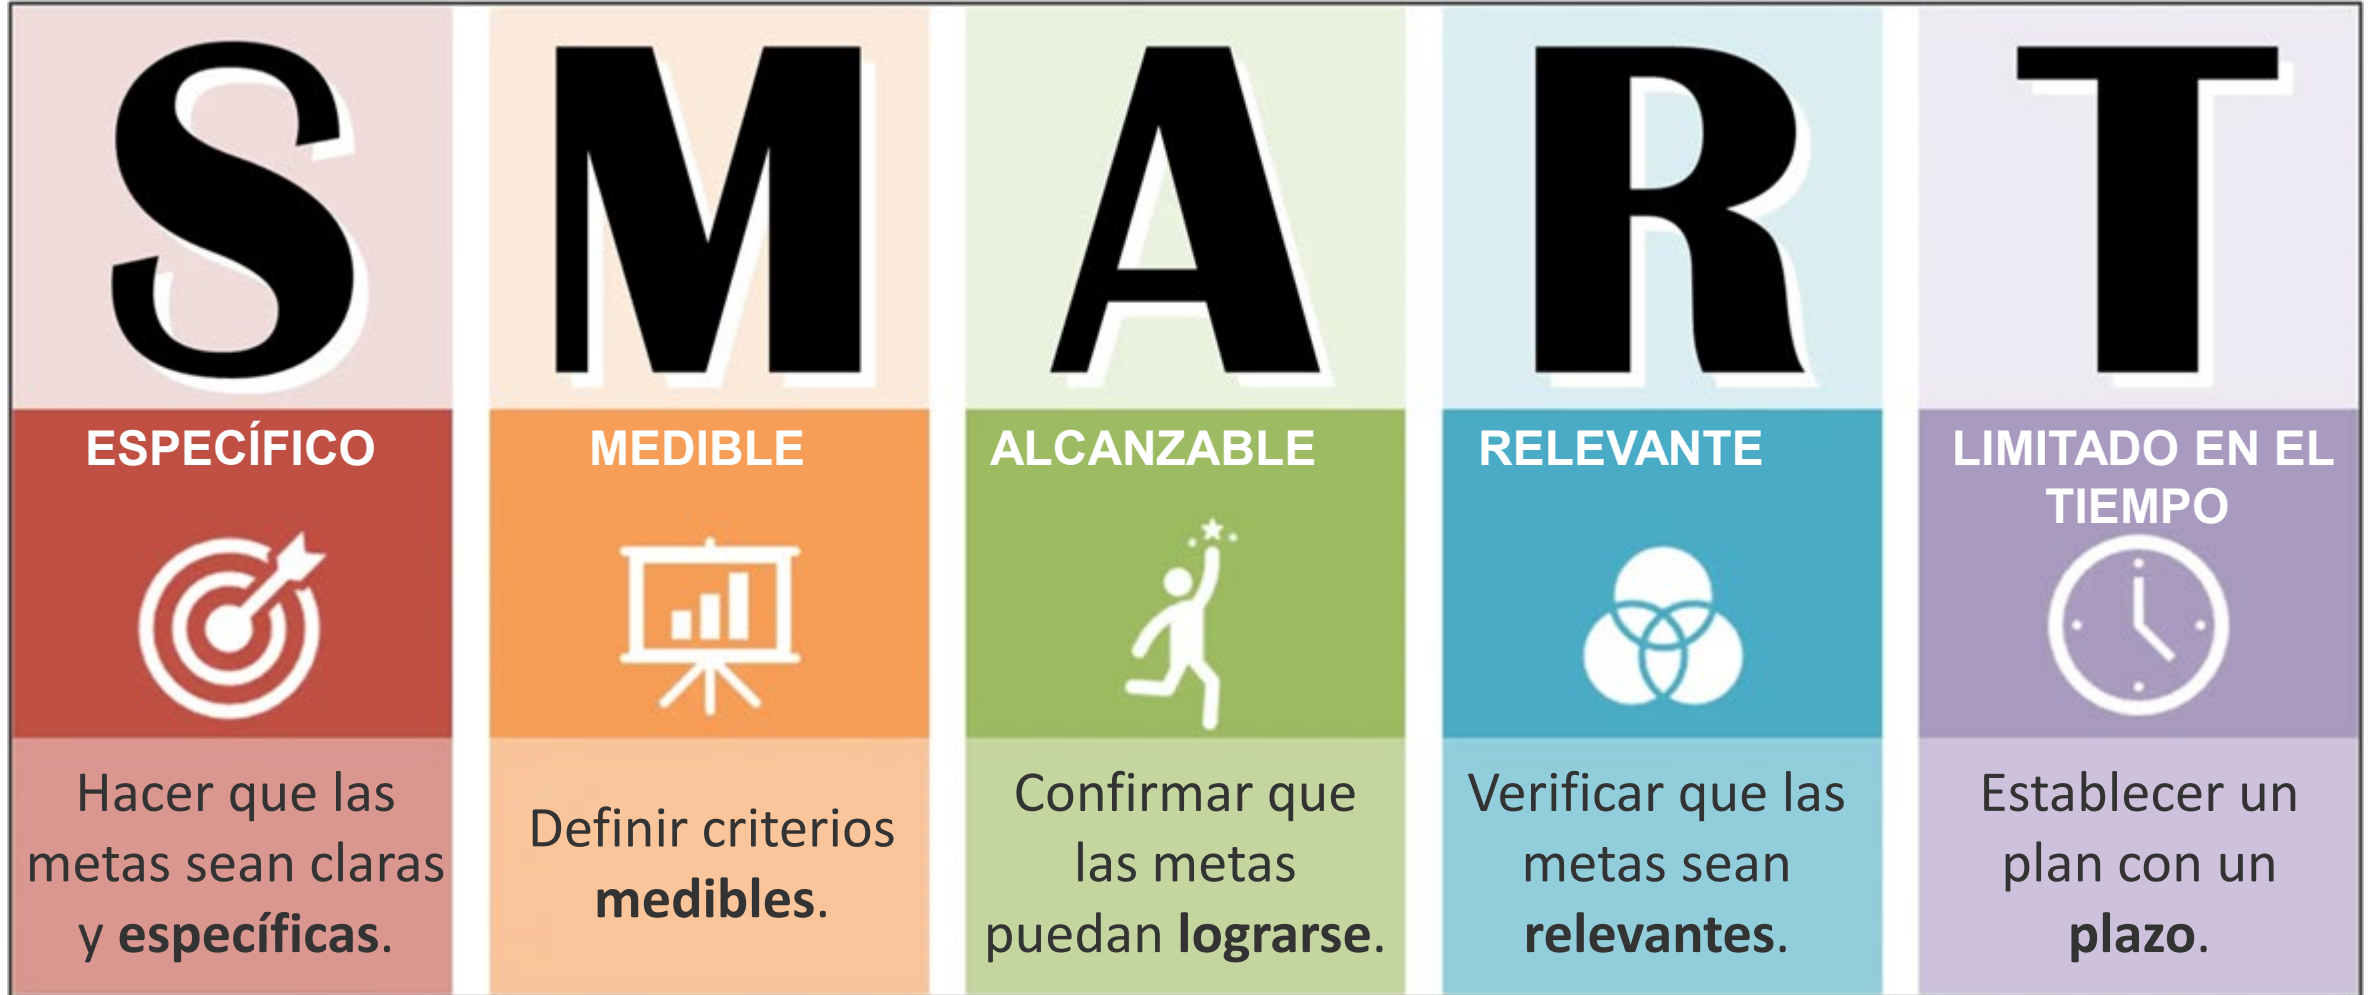 S
ESPECÍFICO
Hacer que las
metas sean claras
y específicas.
M
MEDIBLE
Definir criterios
medibles.
A
ALCANZABLE
Confirmar que
las metas
puedan lograrse.
R
RELEVANTE
Verificar que las
metas sean
relevantes.
T
LIMITADO EN EL
TIEMPO
Establecer un
plan con un
plazo.